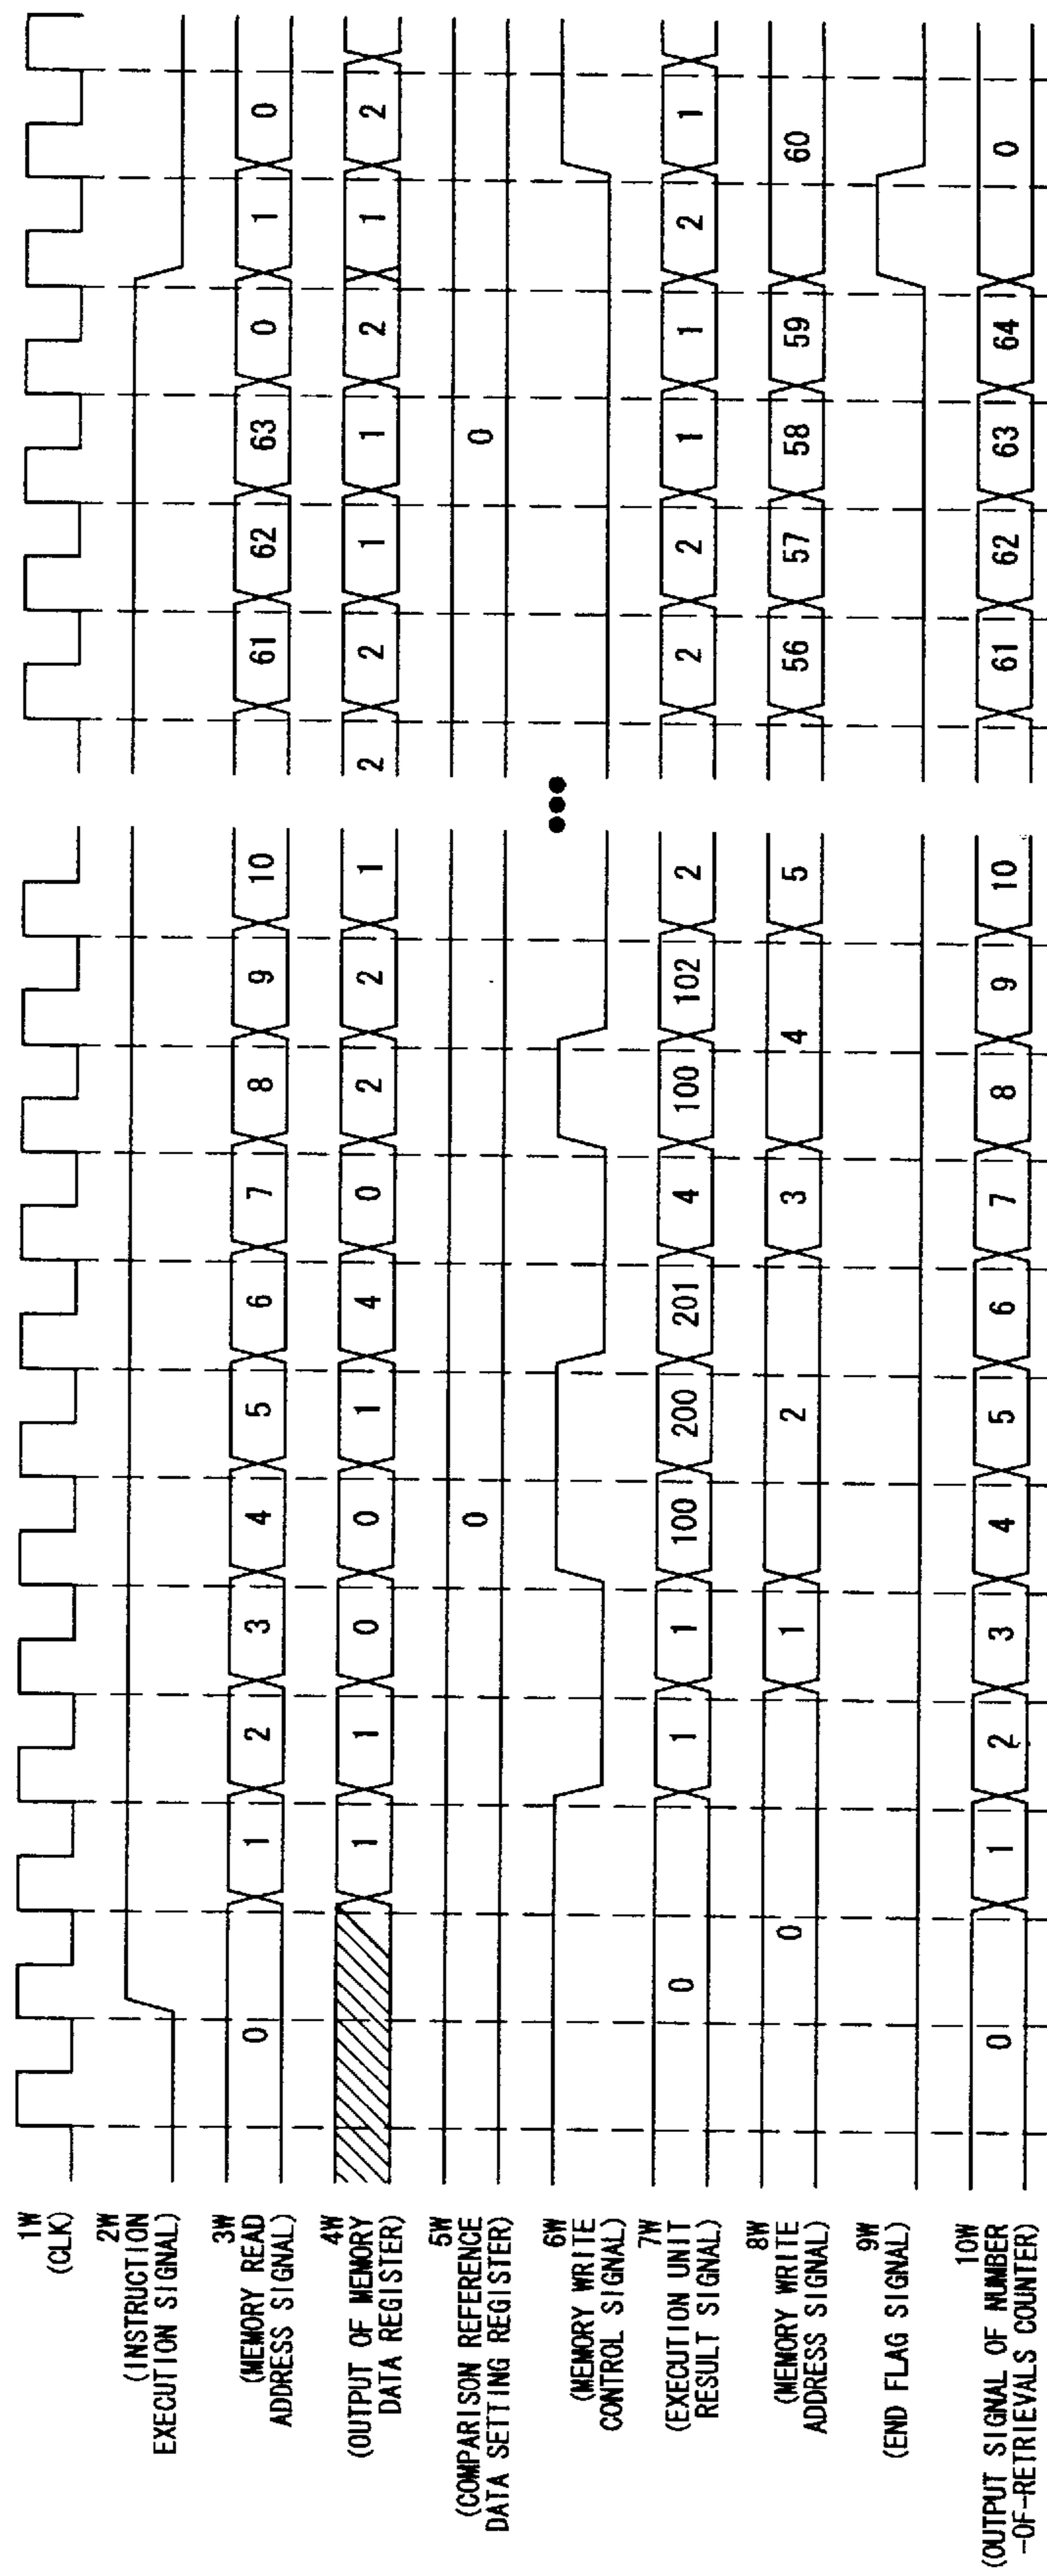 1W
(CLK)
2W
(INSTRUCTION
EXECUTION SIGNAL)
3W
(MEMORY READ
ADDRESS SIGNAL)
0 1 2 3 4 5 6 7 8 9 10 61 62 63 0 1 0
4W
(OUTPUT OF MEMORY
DATA REGISTER)
1 1 0 0 1 4 0 2 2 1 2 2 1 1 2 1 2
5W
(COMPARISON REFERENCE
DATA SETTING REGISTER)
0 0
6W
(MEMORY WRITE
CONTROL SIGNAL)
7W
(EXECUTION UNIT
RESULT SIGNAL)
0 1 1 100 200 201 4 100 102 2 2 2 1 1 2 1
8W
(MEMORY WRITE
ADDRESS SIGNAL)
0 1 2 3 4 5 56 57 58 59 60
9W
(END FLAG SIGNAL)
10W
(OUTPUT SIGNAL OF NUMBER
-OF-RETRIEVALS COUNTER)
0 1 2 3 4 5 6 7 8 9 10 61 62 63 64 0